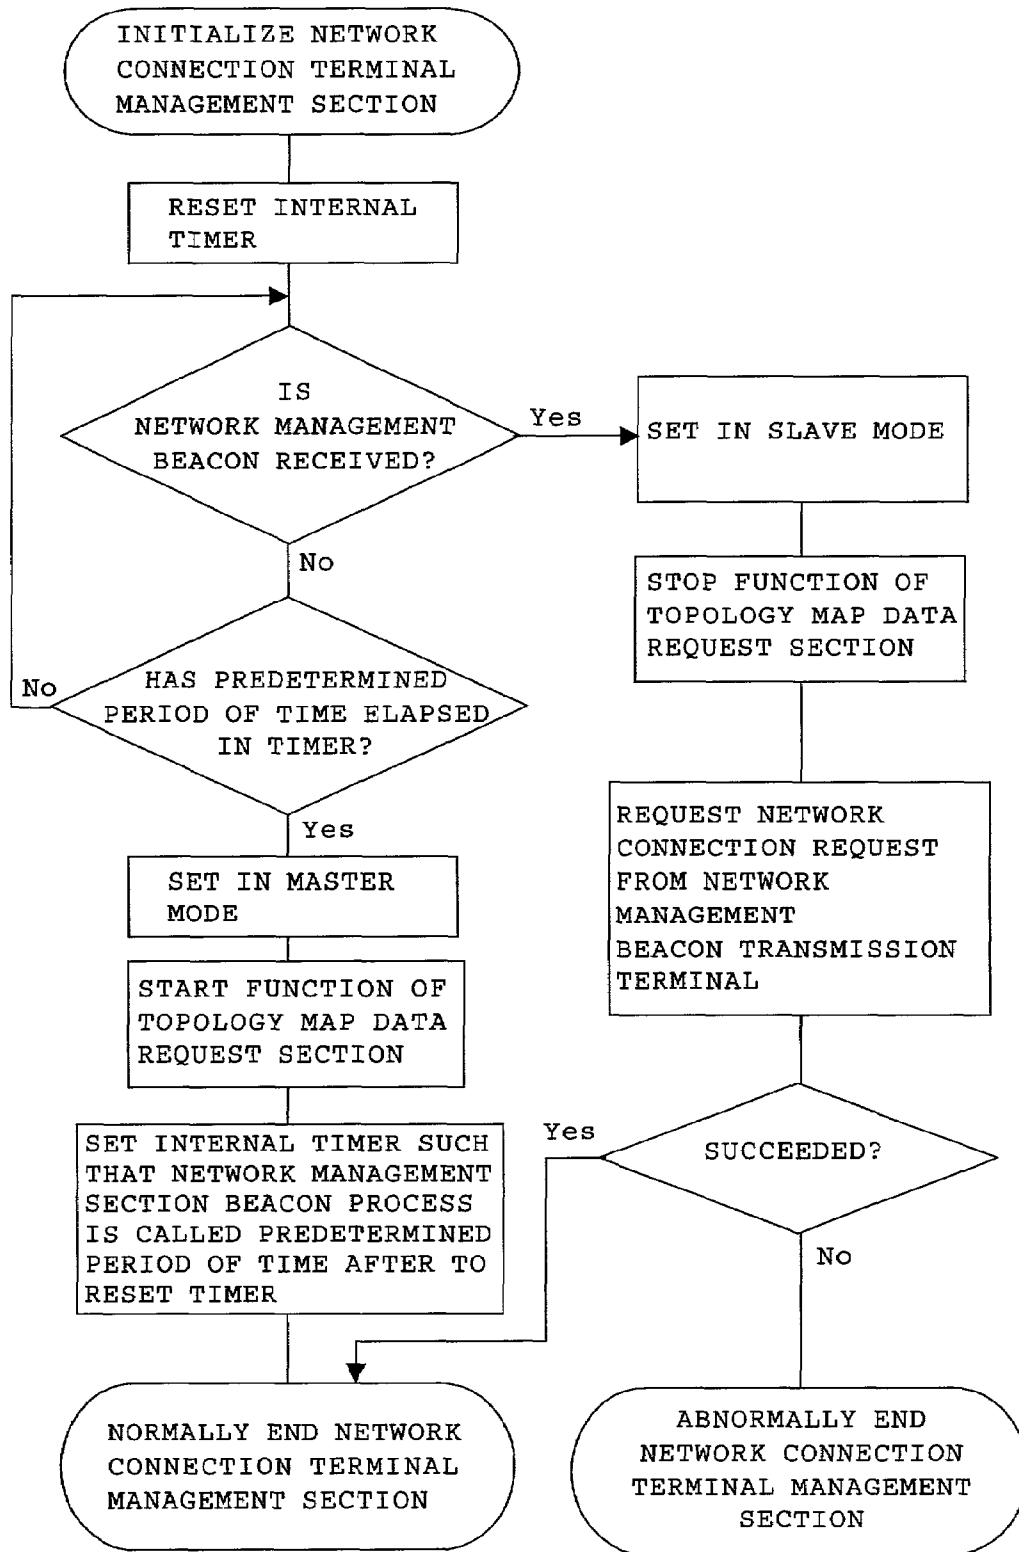 INITIALIZE NETWORK
CONNECTION TERMINAL
MANAGEMENT SECTION
RESET INTERNAL
TIMER
IS
NETWORK MANAGEMENT
BEACON RECEIVED?
Yes
SET IN SLAVE MODE
No
STOP FUNCTION OF
TOPOLOGY MAP DATA
REQUEST SECTION
HAS PREDETERMINED
PERIOD OF TIME ELAPSED
IN TIMER?
No
Yes
REQUEST NETWORK
CONNECTION REQUEST
FROM NETWORK
MANAGEMENT
BEACON TRANSMISSION
TERMINAL
SET IN MASTER
MODE
START FUNCTION OF
TOPOLOGY MAP DATA
REQUEST SECTION
SET INTERNAL TIMER SUCH
THAT NETWORK MANAGEMENT
SECTION BEACON PROCESS
IS CALLED PREDETERMINED
PERIOD OF TIME AFTER TO
RESET TIMER
Yes
SUCCEEDED?
No
NORMALLY END NETWORK
CONNECTION TERMINAL
MANAGEMENT SECTION
ABNORMALLY END
NETWORK CONNECTION
TERMINAL MANAGEMENT
SECTION